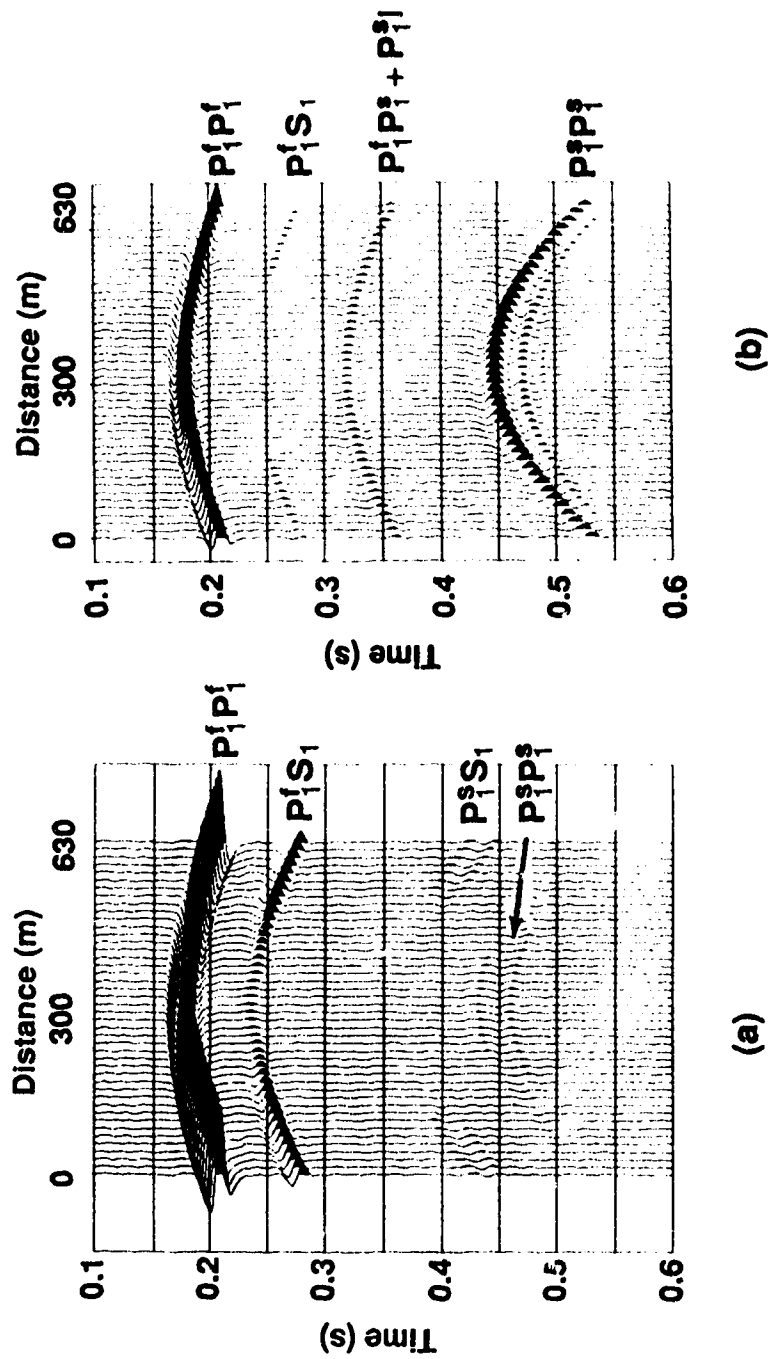 Distance (m)
0 300 630
Time (s)
0.1
0.2
0.3
0.4
0.5
0.6
P₁ᶠP₁ᶠ
P₁ᶠS₁
P₁ˢS₁
P₁ˢP₁ˢ
(a)
Distance (m)
0 300 630
Time (s)
0.1
0.2
0.3
0.4
0.5
0.6
P₁ᶠP₁ᶠ
P₁ᶠS₁
[P₁ᶠP₁ˢ + P₁ˢ
P₁ˢP₁ˢ
(b)